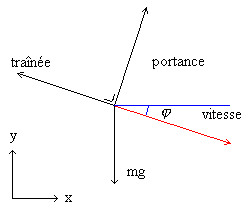 traînée
portance
vitesse
φ
mg
y
x